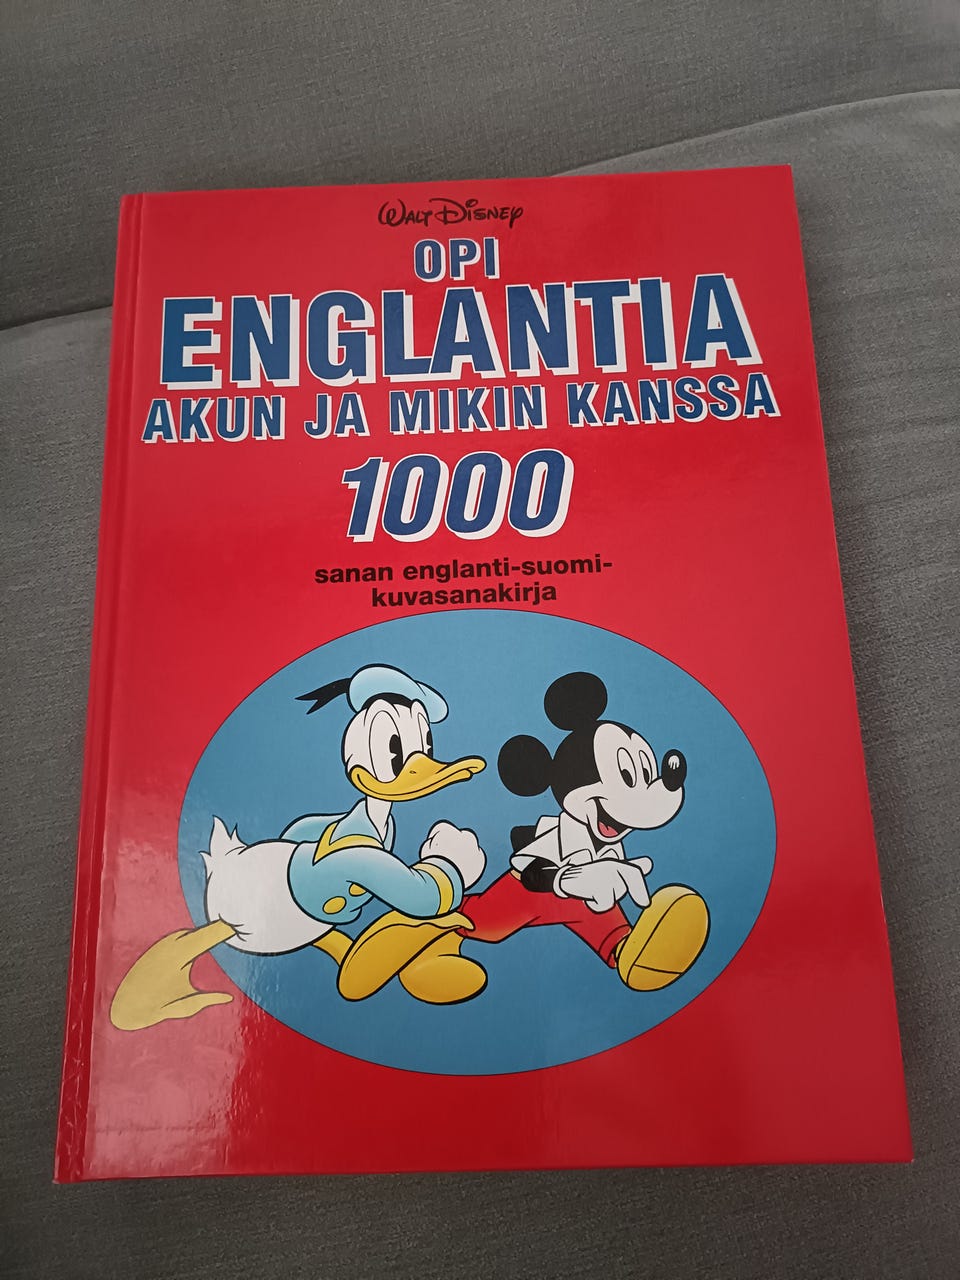 Walt Disney
OPI
ENGLANTIA
AKUN JA MIKIN KANSSA
1000
sanan englanti-suomi-
kuvasanakirja